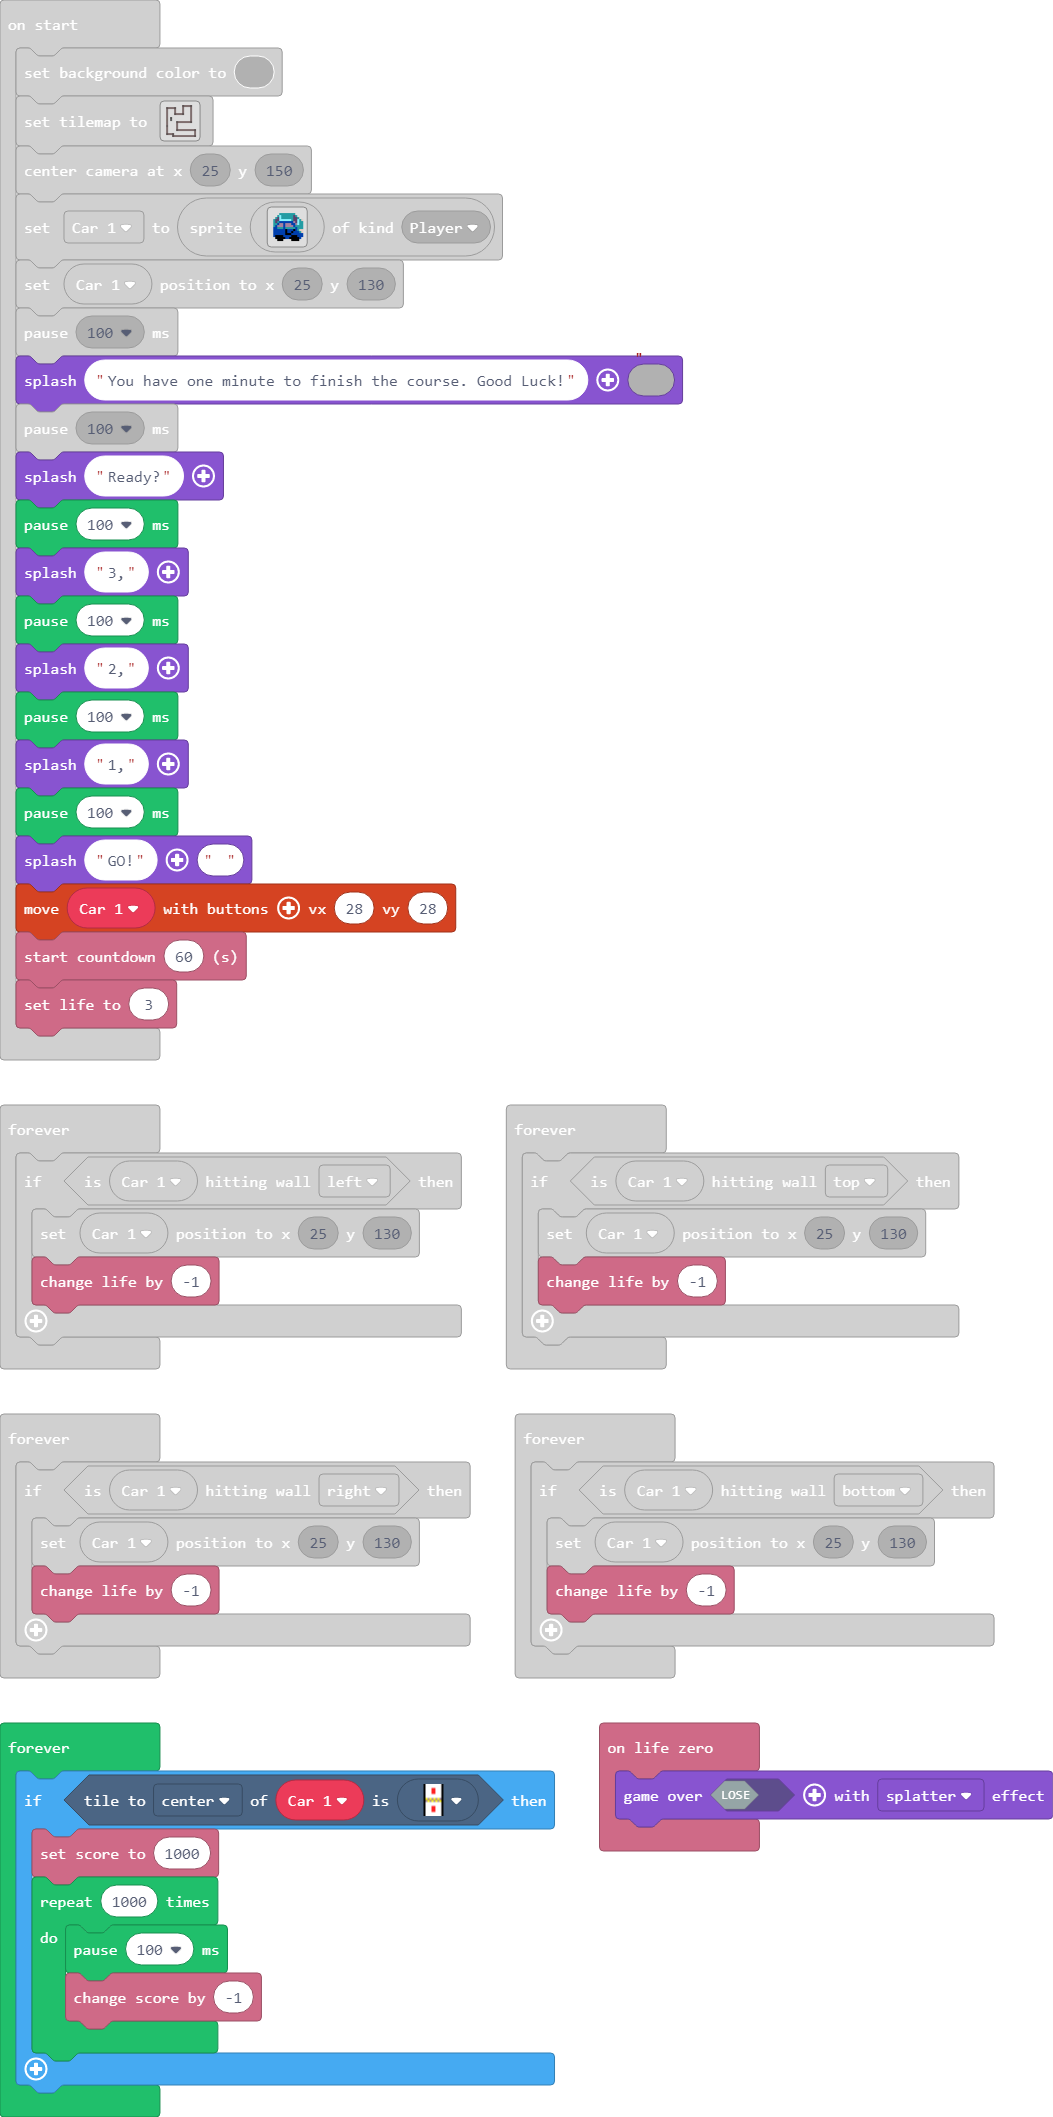 on start
set background color to
set tilemap to
center camera at x 25 y 150
set Car 1 to sprite of kind Player
set Car 1 position to x 25 y 130
pause 100 ms
splash "You have one minute to finish the course. Good Luck!" "
pause 100 ms
splash "Ready?"
pause 100 ms
splash "3,"
pause 100 ms
splash "2,"
pause 100 ms
splash "1,"
pause 100 ms
splash "GO!" " "
move Car 1 with buttons vx 28 vy 28
start countdown 60 (s)
set life to 3
forever
if is Car 1 hitting wall left then
set Car 1 position to x 25 y 130
change life by -1
forever
if is Car 1 hitting wall top then
set Car 1 position to x 25 y 130
change life by -1
forever
if is Car 1 hitting wall right then
set Car 1 position to x 25 y 130
change life by -1
forever
if is Car 1 hitting wall bottom then
set Car 1 position to x 25 y 130
change life by -1
forever
if tile to center of Car 1 is then
set score to 1000
repeat 1000 times
do
pause 100 ms
change score by -1
on life zero
game over LOSE with splatter effect